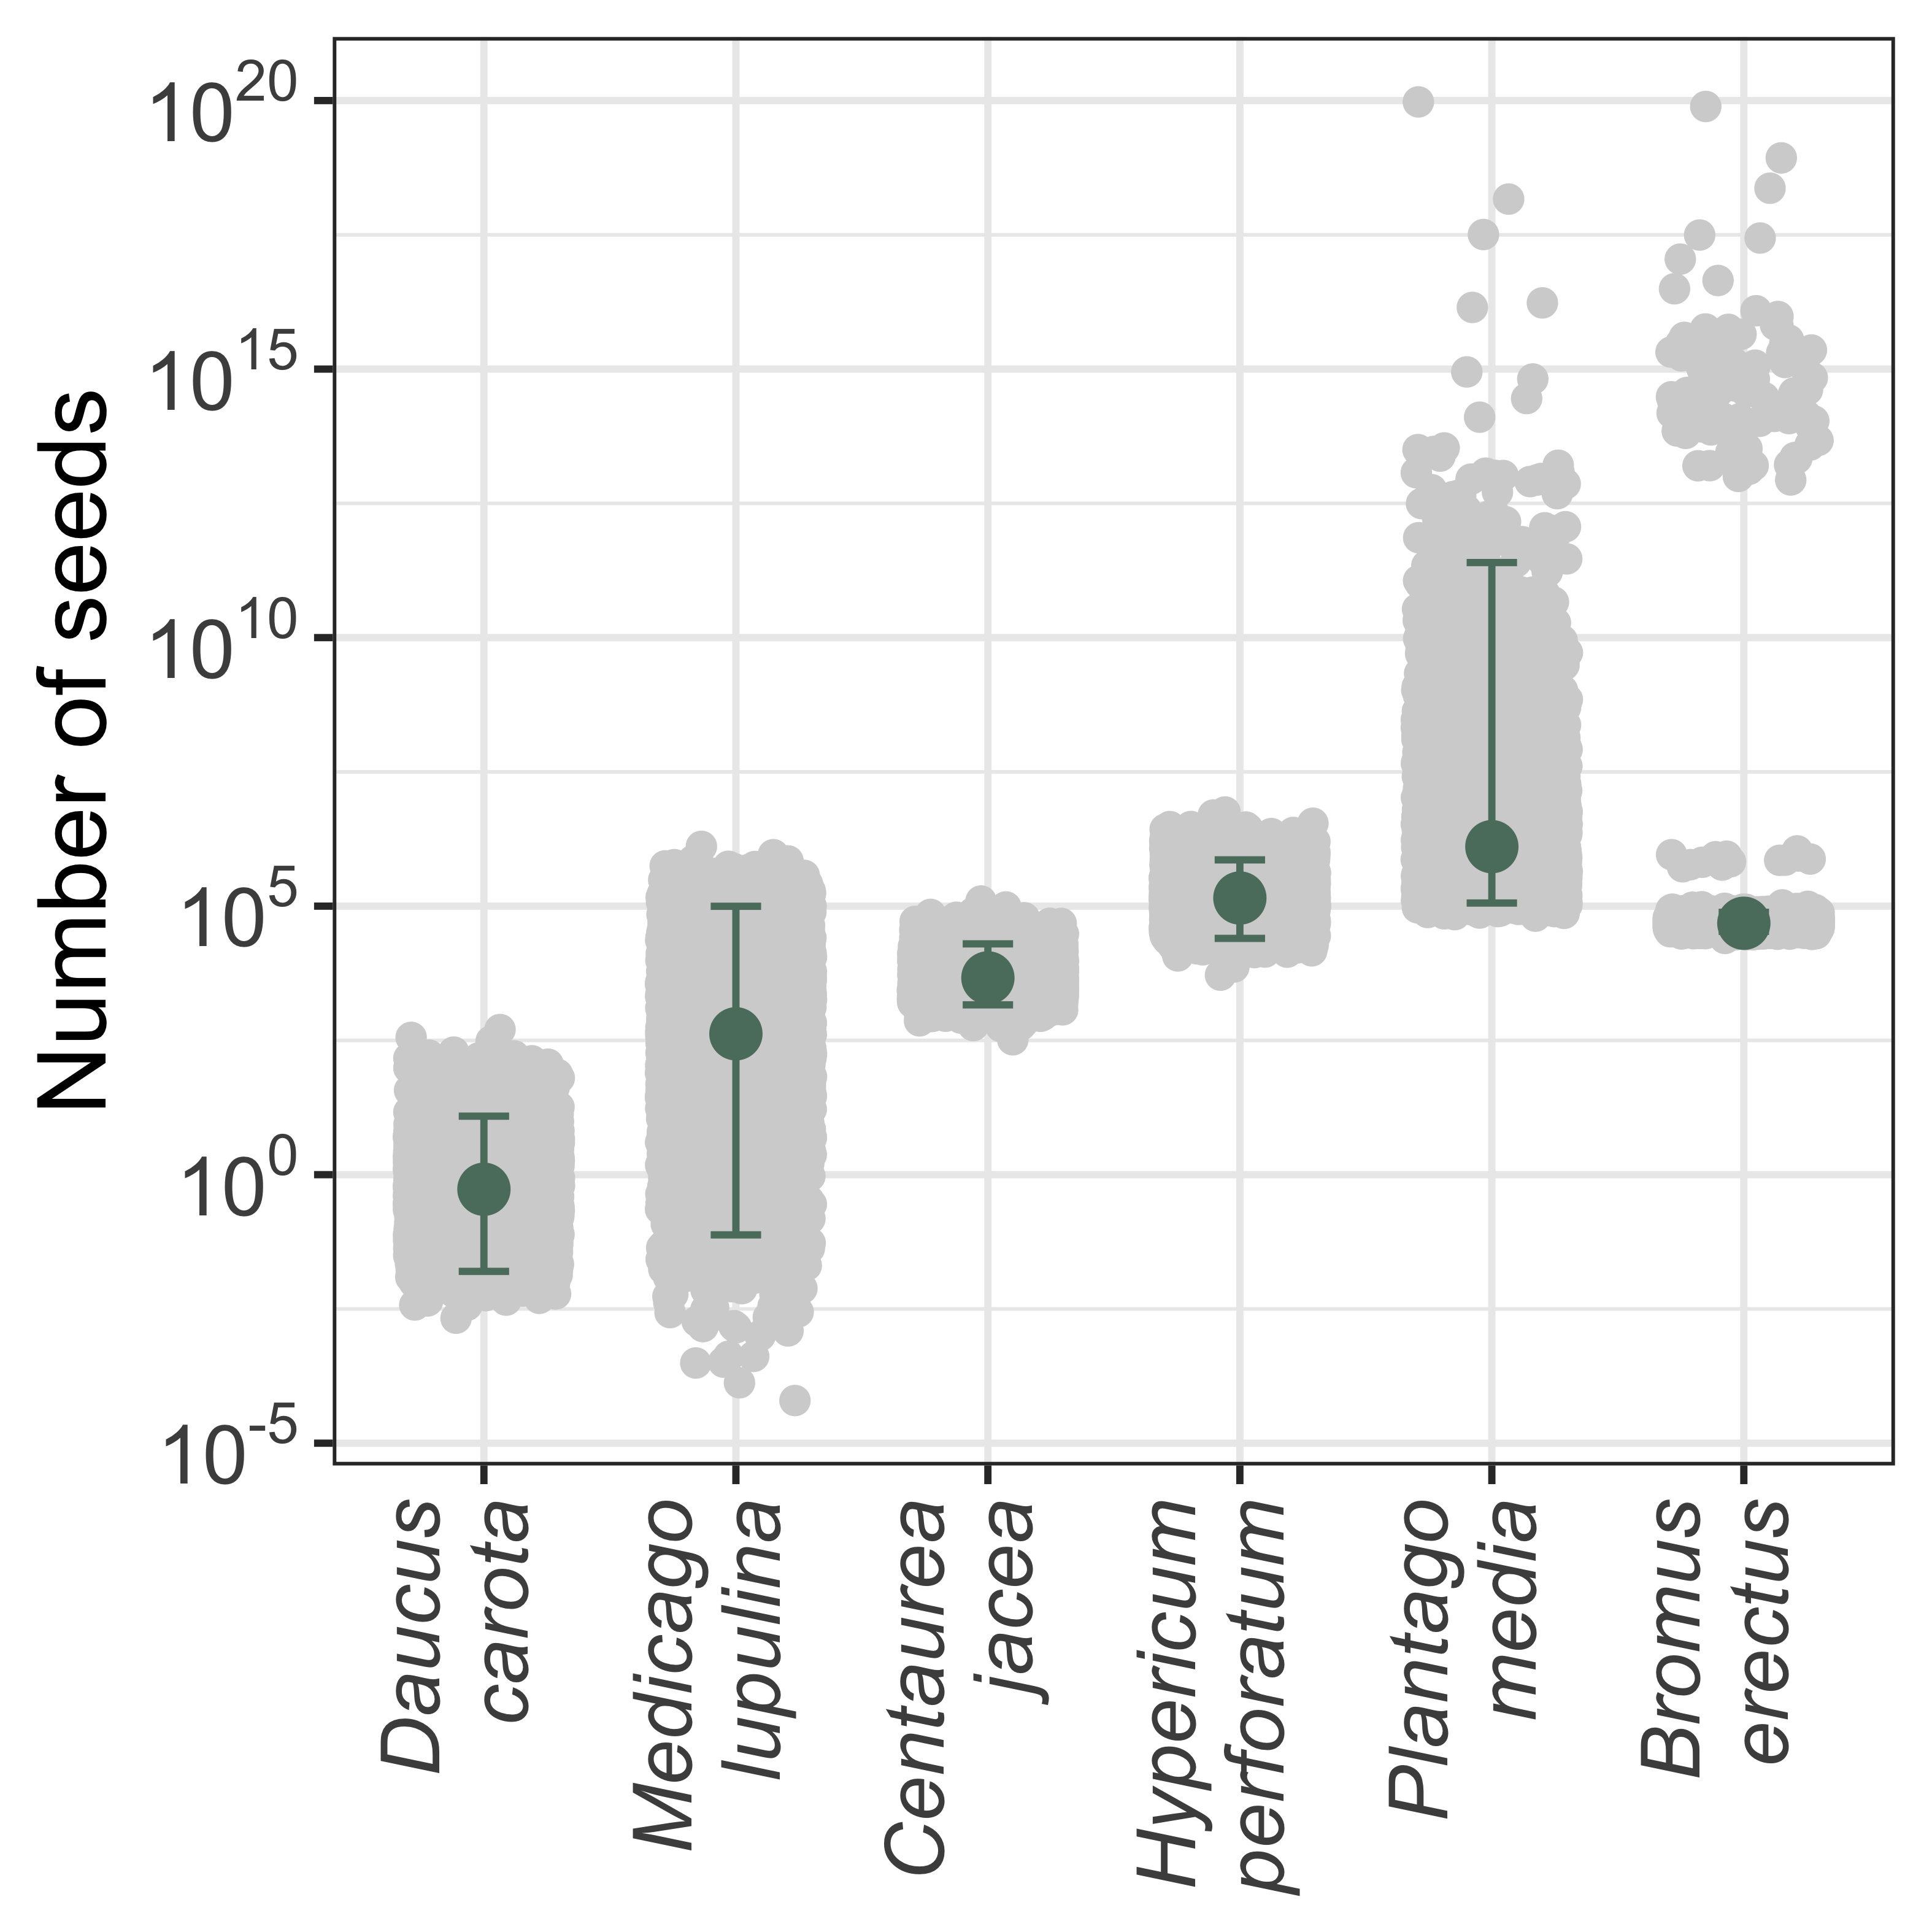 Number of seeds
10^20
10^15
10^10
10^5
10^0
10^-5
Daucus
carota
Medicago
lupulina
Centaurea
jacea
Hypericum
perforatum
Plantago
media
Bromus
erectus